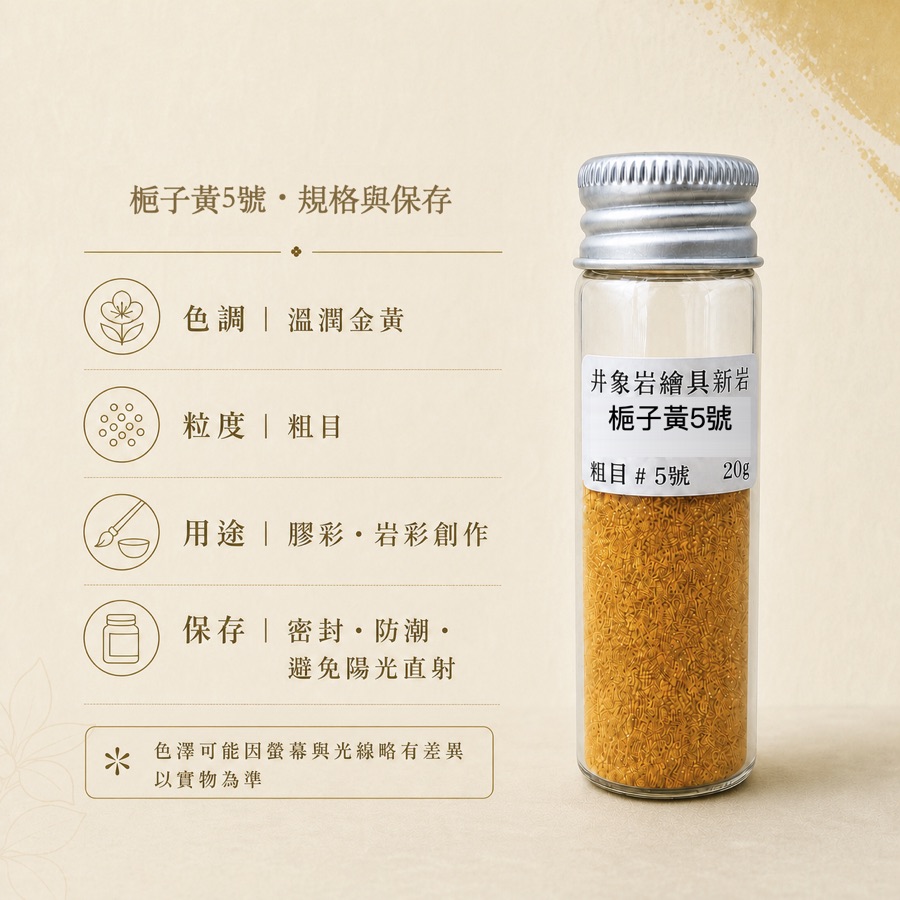 梔子黃5號・規格與保存
色調｜溫潤金黃
粒度｜粗目
用途｜膠彩・岩彩創作
保存｜密封・防潮・
避免陽光直射
＊ 色澤可能因螢幕與光線略有差異
以實物為準
井象岩繪具新岩
梔子黃5號
粗目 # 5號 20g